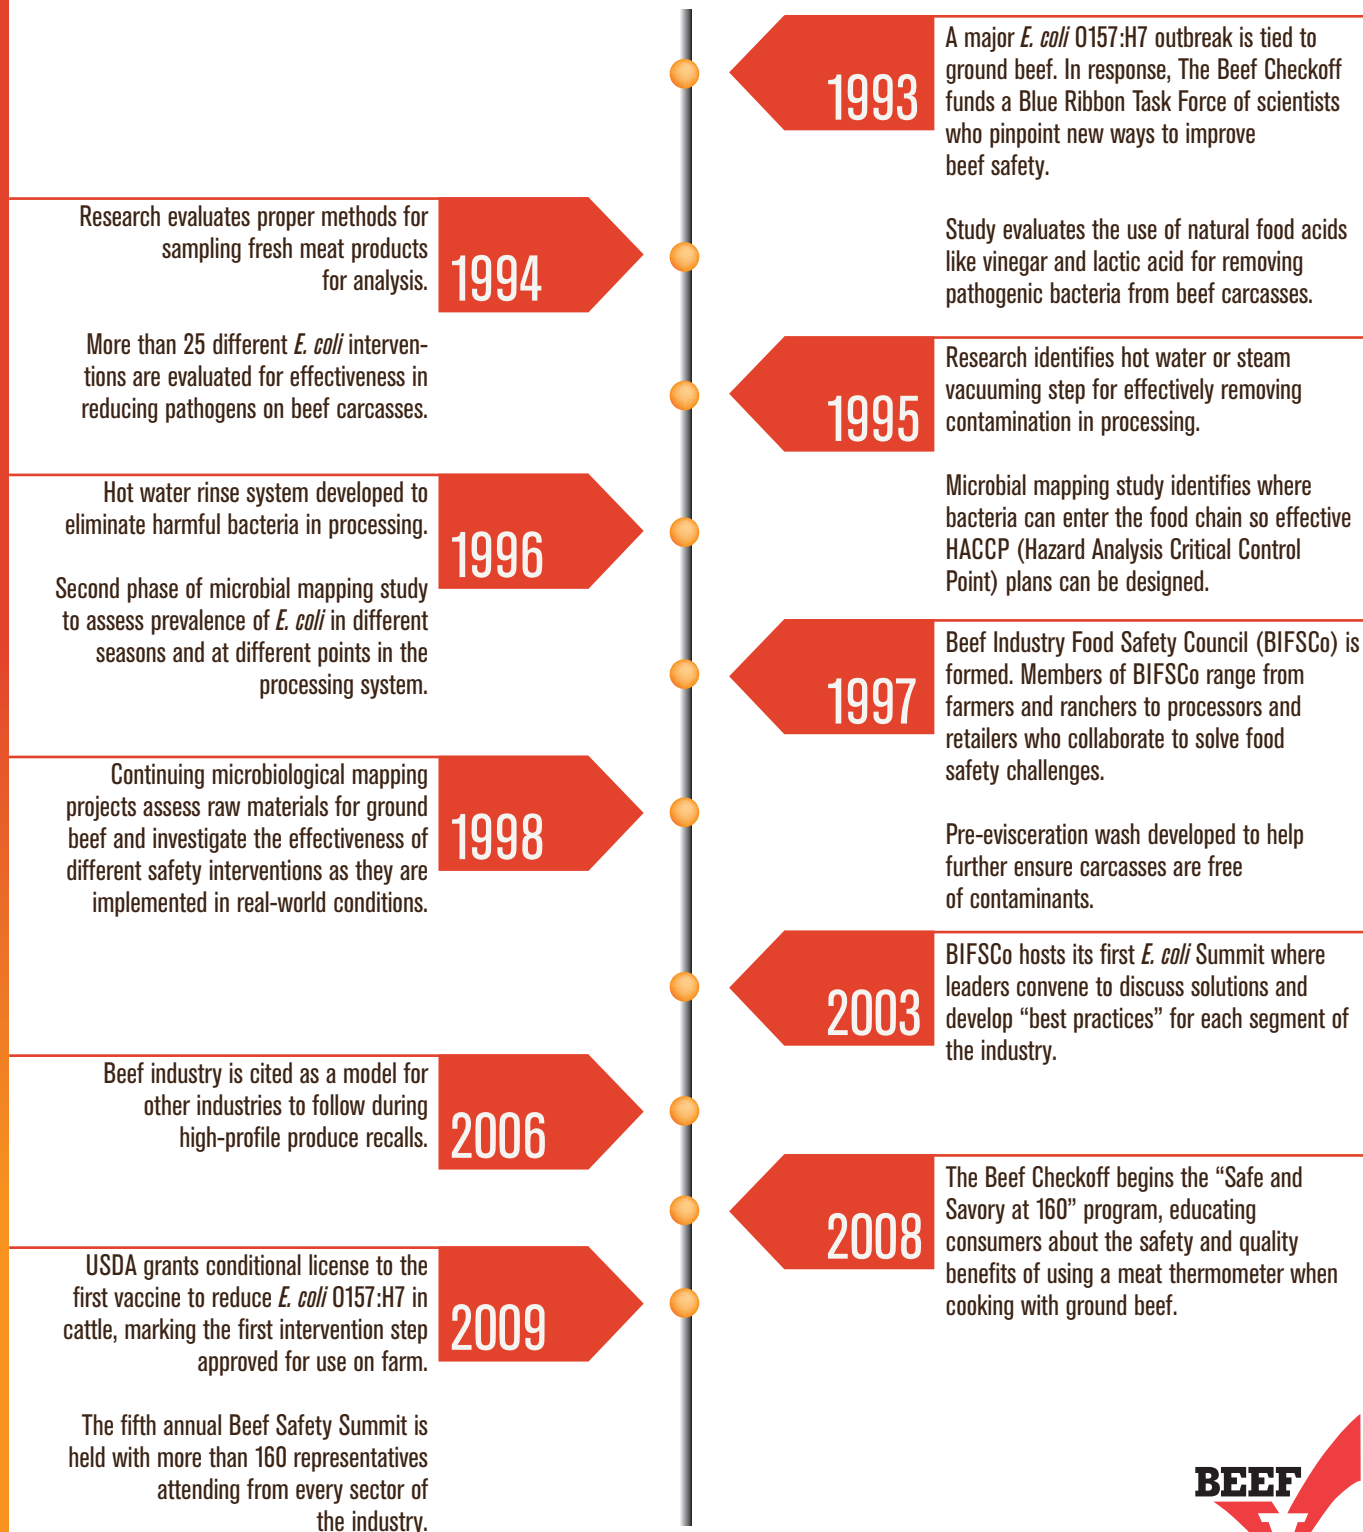 1993
A major E. coli O157:H7 outbreak is tied to
ground beef. In response, The Beef Checkoff
funds a Blue Ribbon Task Force of scientists
who pinpoint new ways to improve
beef safety.
Study evaluates the use of natural food acids
like vinegar and lactic acid for removing
pathogenic bacteria from beef carcasses.
1994
Research evaluates proper methods for
sampling fresh meat products
for analysis.
More than 25 different E. coli interven-
tions are evaluated for effectiveness in
reducing pathogens on beef carcasses.
1995
Research identifies hot water or steam
vacuuming step for effectively removing
contamination in processing.
Microbial mapping study identifies where
bacteria can enter the food chain so effective
HACCP (Hazard Analysis Critical Control
Point) plans can be designed.
1996
Hot water rinse system developed to
eliminate harmful bacteria in processing.
Second phase of microbial mapping study
to assess prevalence of E. coli in different
seasons and at different points in the
processing system.
1997
Beef Industry Food Safety Council (BIFSCo) is
formed. Members of BIFSCo range from
farmers and ranchers to processors and
retailers who collaborate to solve food
safety challenges.
Pre-evisceration wash developed to help
further ensure carcasses are free
of contaminants.
1998
Continuing microbiological mapping
projects assess raw materials for ground
beef and investigate the effectiveness of
different safety interventions as they are
implemented in real-world conditions.
2003
BIFSCo hosts its first E. coli Summit where
leaders convene to discuss solutions and
develop “best practices” for each segment of
the industry.
2006
Beef industry is cited as a model for
other industries to follow during
high-profile produce recalls.
2008
The Beef Checkoff begins the “Safe and
Savory at 160” program, educating
consumers about the safety and quality
benefits of using a meat thermometer when
cooking with ground beef.
2009
USDA grants conditional license to the
first vaccine to reduce E. coli O157:H7 in
cattle, marking the first intervention step
approved for use on farm.
The fifth annual Beef Safety Summit is
held with more than 160 representatives
attending from every sector of
the industry.
BEEF